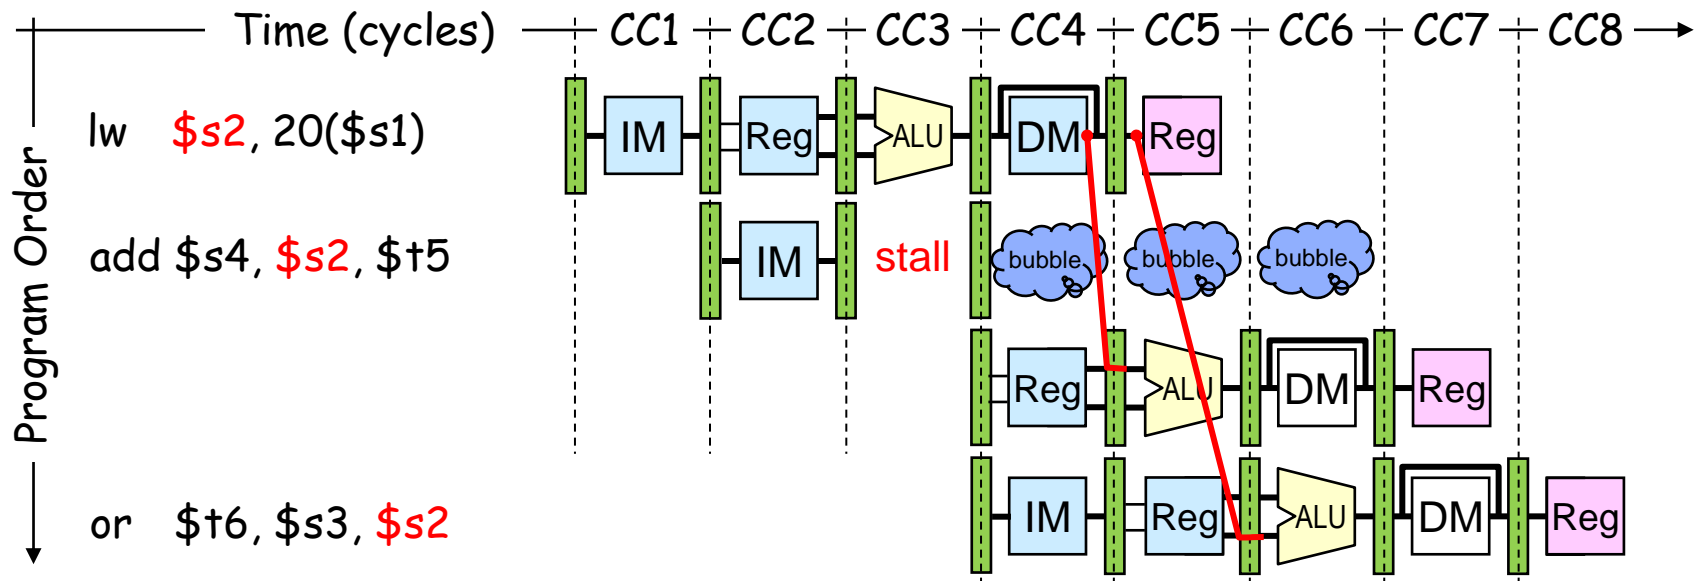 Time (cycles) CC1 CC2 CC3 CC4 CC5 CC6 CC7 CC8
Program Order
lw $s2, 20($s1) IM Reg ALU DM Reg
add $s4, $s2, $t5 IM stall bubble bubble bubble
Reg ALU DM Reg
or $t6, $s3, $s2 IM Reg ALU DM Reg